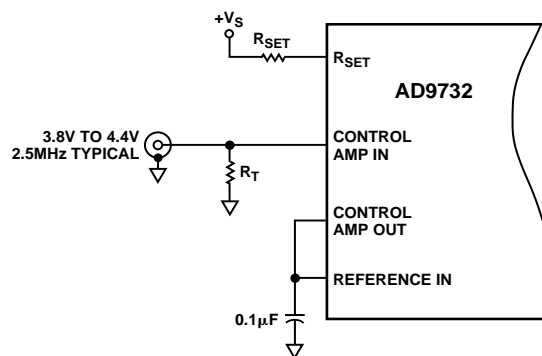 +VS
RSET
RSET
AD9732
3.8V TO 4.4V
2.5MHz TYPICAL
CONTROL
AMP IN
RT
CONTROL
AMP OUT
REFERENCE IN
0.1μF